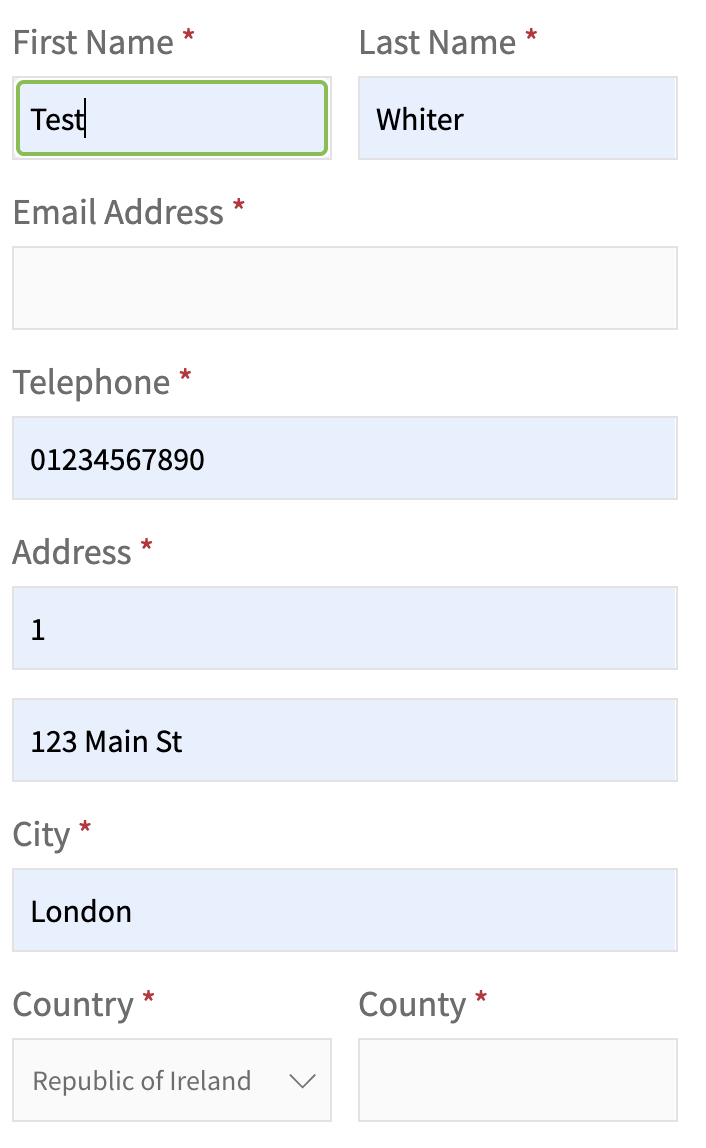 First Name * Last Name *
Test Whiter
Email Address *
Telephone *
01234567890
Address *
1
123 Main St
City *
London
Country * County *
Republic of Ireland